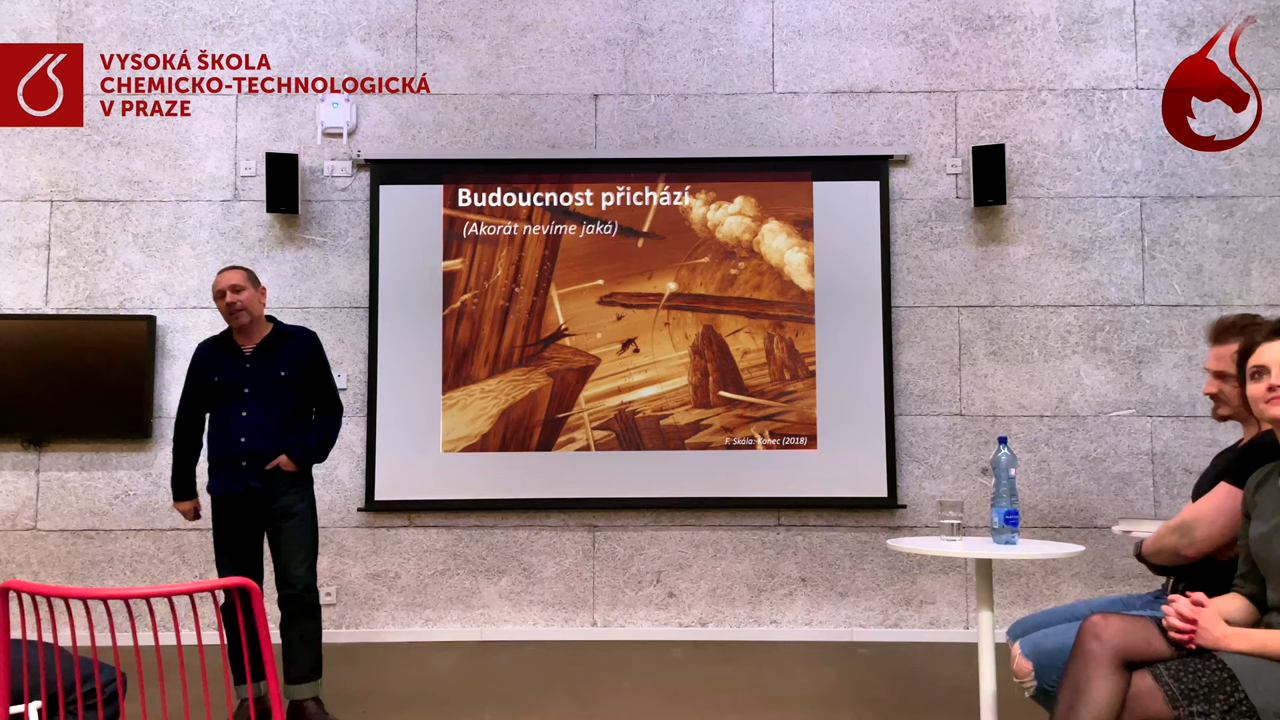 VYSOKÁ ŠKOLA
CHEMICKO-TECHNOLOGICKÁ
V PRAZE
Budoucnost přichází
(Akorát nevíme jaká)
F. Skála: Konec (2018)